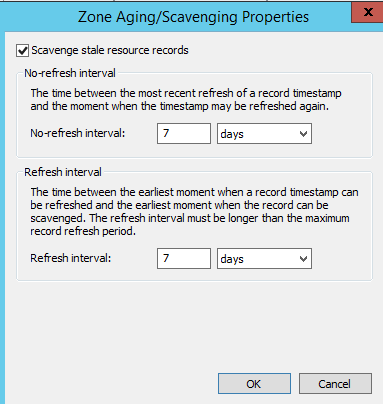 Zone Aging/Scavenging Properties
x
Scavenge stale resource records
No-refresh interval
The time between the most recent refresh of a record timestamp
and the moment when the timestamp may be refreshed again.
No-refresh interval: 7 days
Refresh interval
The time between the earliest moment when a record timestamp can
be refreshed and the earliest moment when the record can be
scavenged. The refresh interval must be longer than the maximum
record refresh period.
Refresh interval: 7 days
OK Cancel